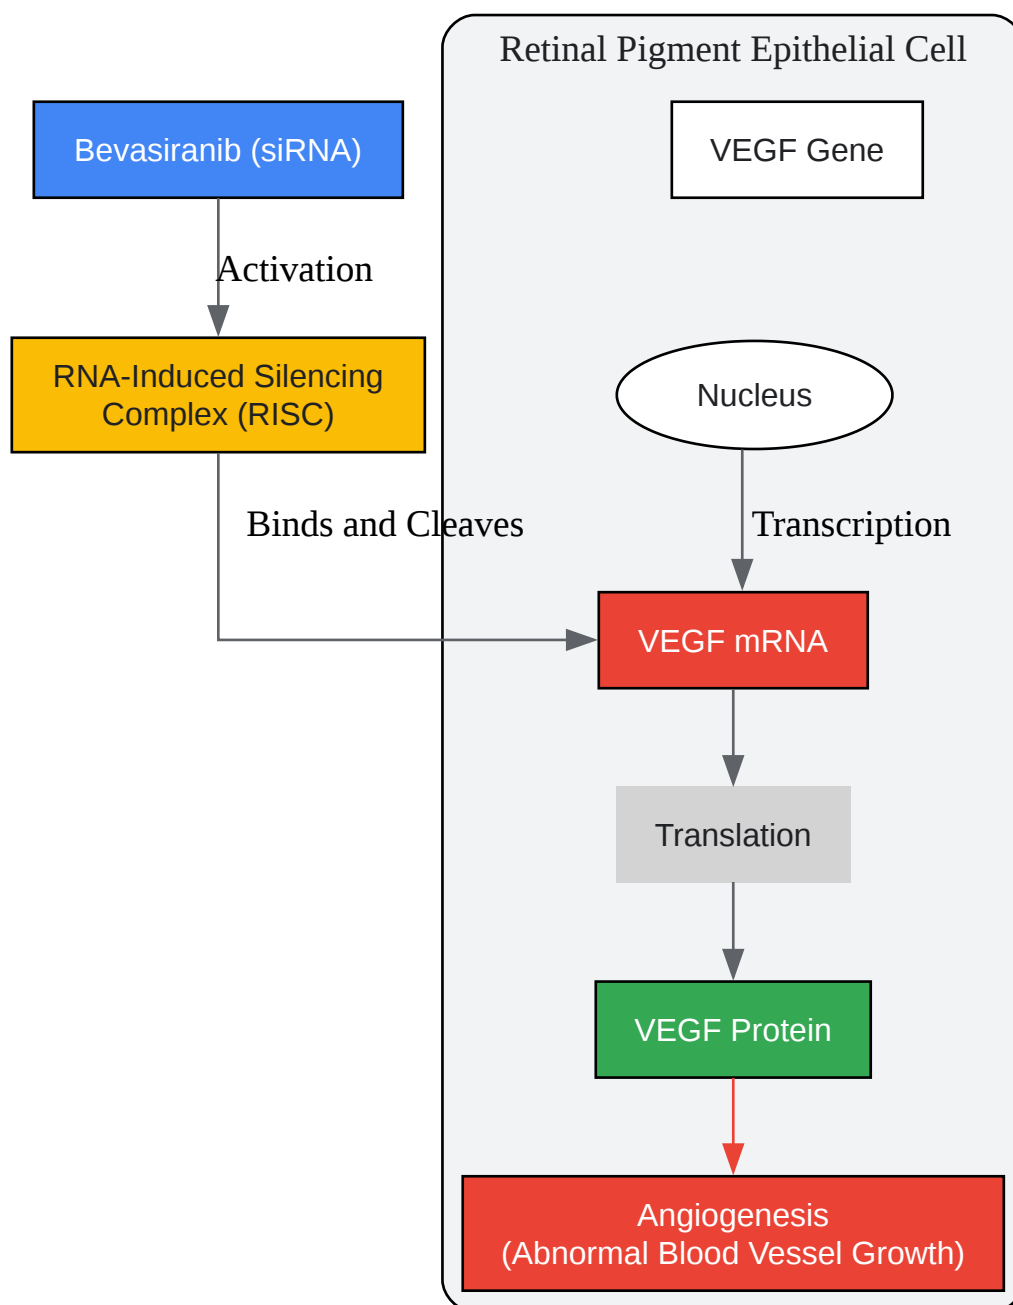 Retinal Pigment Epithelial Cell
Bevasiranib (siRNA)
VEGF Gene
Activation
RNA-Induced Silencing
Complex (RISC)
Nucleus
Binds and Cleaves
Transcription
VEGF mRNA
Translation
VEGF Protein
Angiogenesis
(Abnormal Blood Vessel Growth)